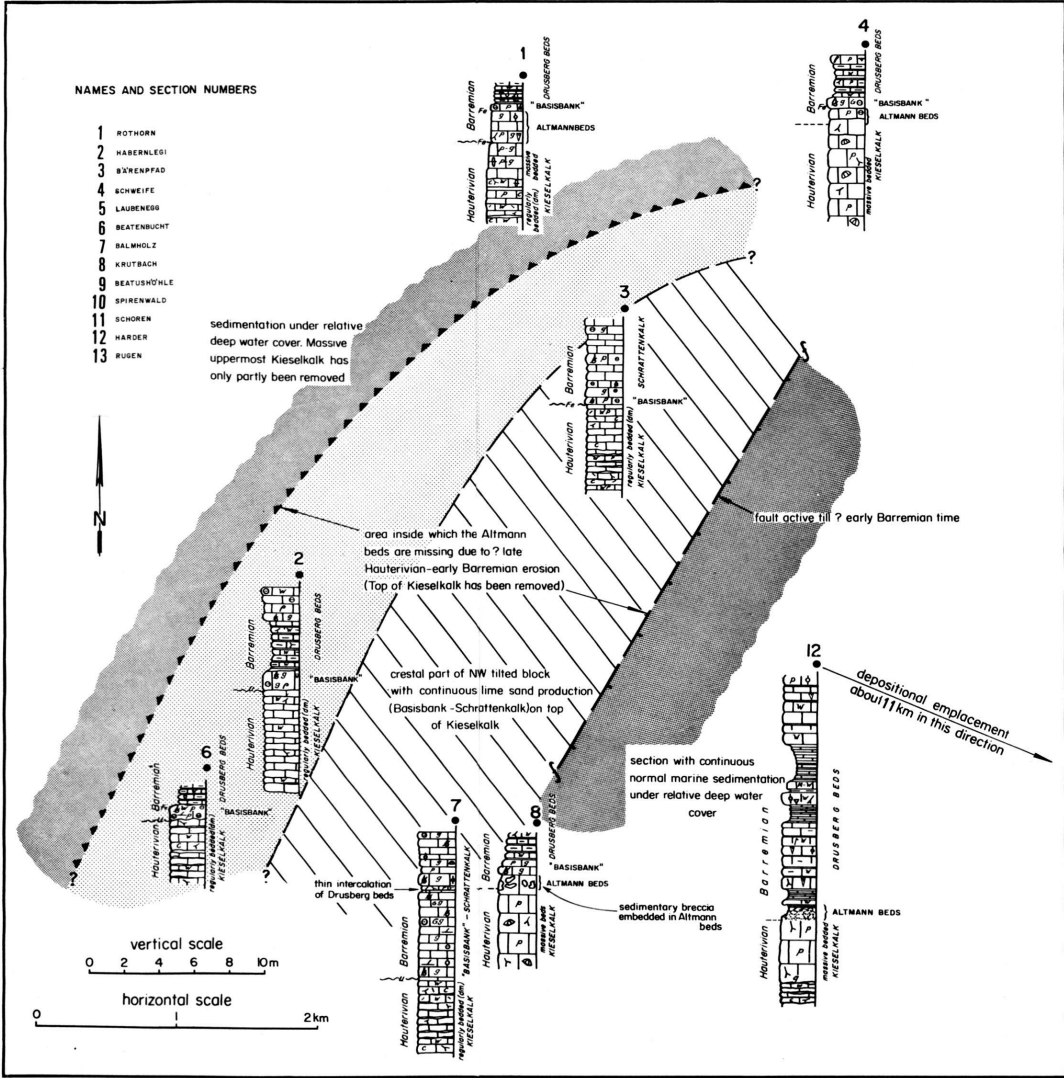 NAMES AND SECTION NUMBERS
1 ROTHORN
2 HABERNLEGI
3 BÄRENPFAD
4 SCHWEIFE
5 LAUBENEGG
6 BEATENBUCHT
7 BALMHOLZ
8 KRUTBACH
9 BEATUSHÖHLE
10 SPIRENWALD
11 SCHOREN
12 HARDER
13 RUGEN
N
1
Barremian
Hauterivian
Fe
Fe
DRUSBERG BEDS
"BASISBANK"
ALTMANNBEDS
massive bedded
regularly bedded (dm)
KIESELKALK
4
Barremian
Hauterivian
Fe
DRUSBERG BEDS
"BASISBANK"
ALTMANN BEDS
massive bedded
KIESELKALK
?
?
sedimentation under relative
deep water cover. Massive
uppermost Kieselkalk has
only partly been removed
3
Barremian
Hauterivian
Fe
SCHRATTENKALK
"BASISBANK"
regularly bedded (dm)
KIESELKALK
fault active till ? early Barremian time
area inside which the Altmann
beds are missing due to ? late
Hauterivian-early Barremian erosion
(Top of Kieselkalk has been removed)
2
Barremian
Hauterivian
DRUSBERG BEDS
"BASISBANK"
regularly bedded (dm)
KIESELKALK
crestal part of NW tilted block
with continuous lime sand production
(Basisbank-Schrattenkalk) on top
of Kieselkalk
12
depositional emplacement
about 11 km in this direction
section with continuous
normal marine sedimentation
under relative deep water
cover
Barremian
Hauterivian
DRUSBERG BEDS
ALTMANN BEDS
massive bedded
KIESELKALK
6
Barremian
Hauterivian
Fe
DRUSBERG BEDS
"BASISBANK"
regularly bedded (dm)
KIESELKALK
?
?
7
Barremian
Hauterivian
thin intercalation
of Drusberg beds
"BASISBANK" - SCHRATTENKALK
regularly bedded (dm)
KIESELKALK
8
Barremian
Hauterivian
DRUSBERG BEDS
"BASISBANK"
ALTMANN BEDS
massive beds
KIESELKALK
sedimentary breccia
embedded in Altmann
beds
vertical scale
0 2 4 6 8 10m
horizontal scale
0 2km